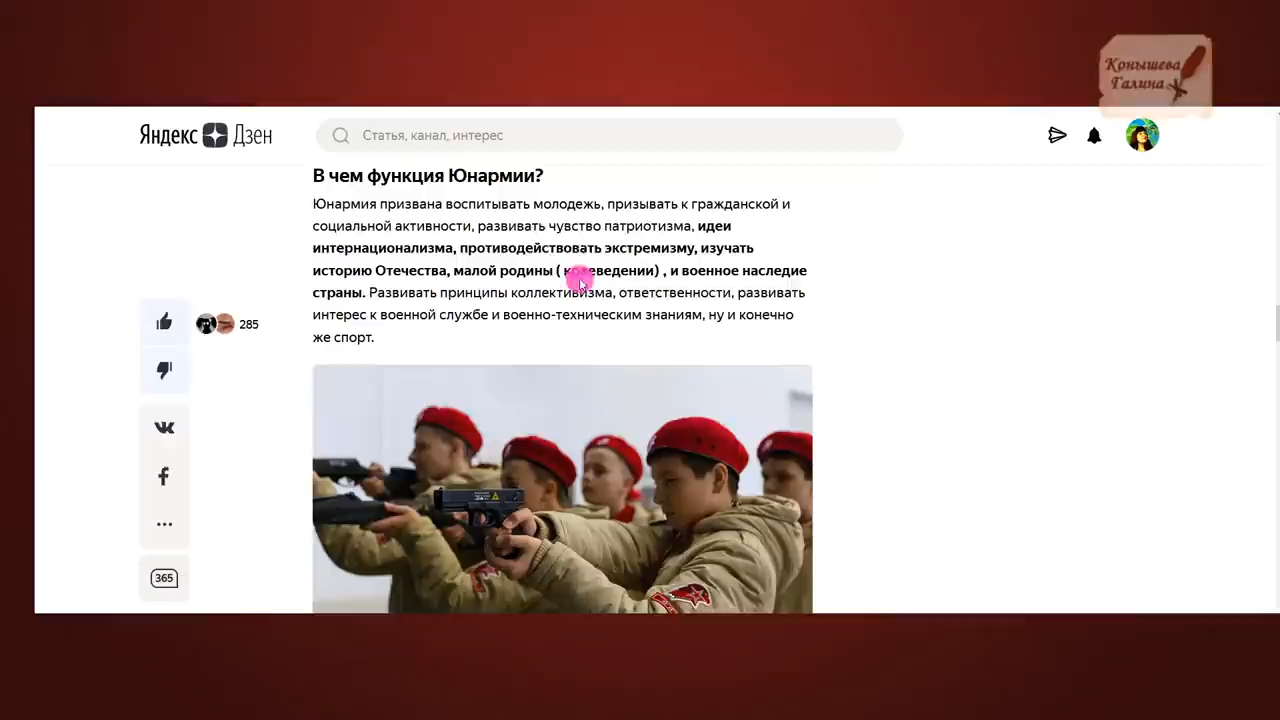 Конышева
Галина
Яндекс Дзен
Статья, канал, интерес
В чем функция Юнармии?
Юнармия призвана воспитывать молодежь, призывать к гражданской и
социальной активности, развивать чувство патриотизма, идеи
интернационализма, противодействовать экстремизму, изучать
историю Отечества, малой родины ( краеведении) , и военное наследие
страны. Развивать принципы коллективизма, ответственности, развивать
интерес к военной службе и военно-техническим знаниям, ну и конечно
же спорт.
285
365